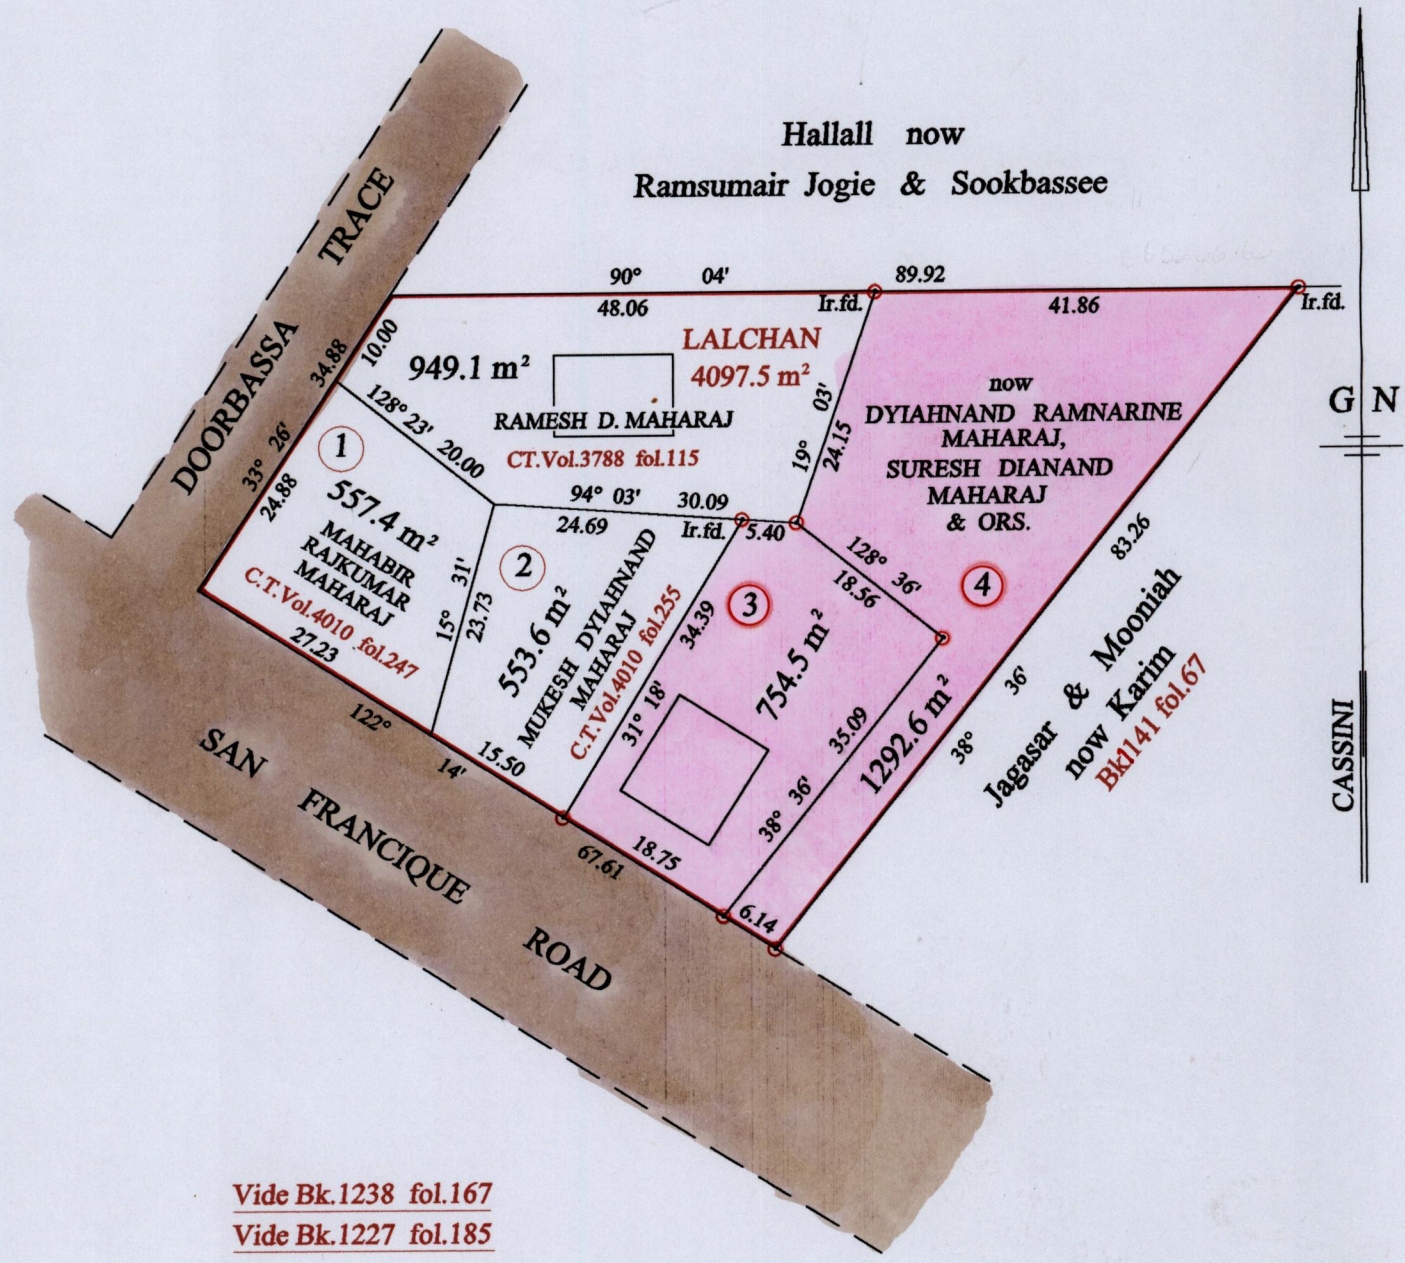 Hallall now
Ramsumair Jogie & Sookbassee
DOORBASSA TRACE
90° 04' 89.92
48.06
Ir.fd.
41.86
Ir.fd.
34.88
10.00
33° 26'
24.88
LALCHAN
4097.5 m²
949.1 m²
RAMESH D. MAHARAJ
CT.Vol.3788 fol.115
19° 03'
24.15
now
DYIAHNAND RAMNARINE
MAHARAJ,
SURESH DIANAND
MAHARAJ
& ORS.
G N
128° 23' 20.00
94° 03' 30.09
24.69
Ir.fd.
5.40
1
557.4 m²
MAHABIR
RAJKUMAR
MAHARAJ
C.T.Vol.4010 fol.247
27.23
15° 31'
23.73
2
553.6 m²
MUKESH DYIAHNAND
MAHARAJ
C.T.Vol.4010 fol.255
34.39
31° 18'
3
754.5 m²
128° 36'
18.56
4
1292.6 m²
35.09
38° 36'
83.26
38° 36'
Jagasar & Mooniah
now Karim
Bk1141 fol.67
CASSINI
122° 14'
15.50
67.61
18.75
6.14
SAN FRANCIQUE ROAD
Vide Bk.1238 fol.167
Vide Bk.1227 fol.185